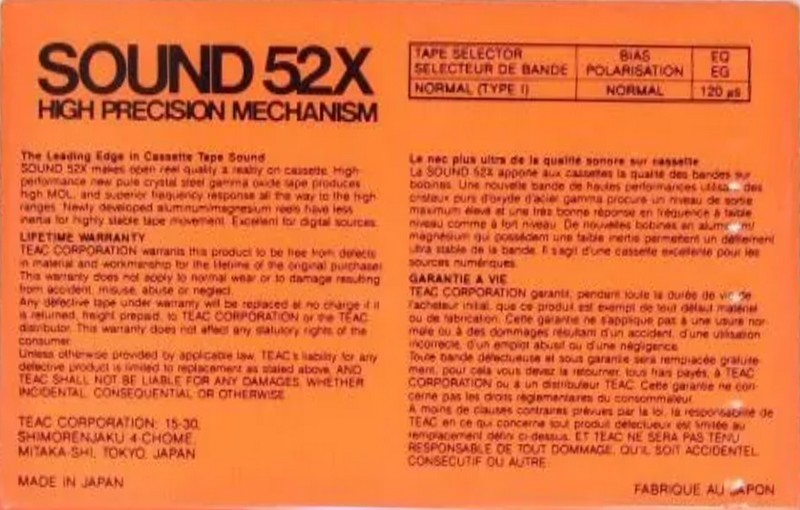 SOUND 52X
HIGH PRECISION MECHANISM
TAPE SELECTOR BIAS EQ
SELECTEUR DE BANDE POLARISATION EG
NORMAL (TYPE I) NORMAL 120 µS
The Leading Edge in Cassette Tape Sound
SOUND 52X makes open reel quality a reality on cassette. High-
performance new pure crystal steel gamma oxide tape produces
high MOL, and superior frequency response all the way to the high
ranges. Newly developed aluminum/magnesium reels have less
inertia for highly stable tape movement. Excellent for digital sources.
LIFETIME WARRANTY
TEAC CORPORATION warrants this product to be free from defects
in material and workmanship for the lifetime of the original purchaser.
This warranty does not apply to normal wear or to damage resulting
from accident, misuse, abuse or neglect.
Any defective tape under warranty will be replaced at no charge if it
is returned, freight prepaid, to TEAC CORPORATION or the TEAC
distributor. This warranty does not affect any statutory rights of the
consumer.
Unless otherwise provided by applicable law, TEAC's liability for any
defective product is limited to replacement as stated above, AND
TEAC SHALL NOT BE LIABLE FOR ANY DAMAGES, WHETHER
INCIDENTAL, CONSEQUENTIAL OR OTHERWISE.
TEAC CORPORATION: 15-30,
SHIMORENJAKU 4-CHOME,
MITAKA-SHI, TOKYO, JAPAN
MADE IN JAPAN
Le nec plus ultra de la qualité sonore sur cassette
La SOUND 52X apporte aux cassettes la qualité des bandes sur
bobines. Une nouvelle bande de hautes performances utilisant des
cristaux purs d'oxyde d'acier gamma procure un niveau de sortie
maximum élevé et une très bonne réponse en fréquence à faible
niveau comme à fort niveau. De nouvelles bobines en aluminium/
magnésium qui possèdent une faible inertie permettent un défilement
ultra stable de la bande. Il s'agit d'une cassette excellente pour les
sources numériques.
GARANTIE A VIE
TEAC CORPORATION garantit, pendant toute la durée de vie de
l'acheteur initial, que ce produit est exempt de tout défaut matériel
ou de fabrication. Cette garantie ne s'applique pas à une usure nor-
male ou à des dommages résultant d'un accident, d'une utilisation
incorrecte, d'un emploi abusif ou d'une négligence.
Toute bande défectueuse et sous garantie sera remplacée gratuite-
ment, pour cela vous devez la retourner, tous frais payés, à TEAC
CORPORATION ou à un distributeur TEAC. Cette garantie ne con-
cerne pas les droits réglementaires du consommateur.
A moins de clauses contraires prévues par la loi, la responsabilité de
TEAC en ce qui concerne tout produit défectueux est limitée au
remplacement défini ci-dessus, ET TEAC NE SERA PAS TENU
RESPONSABLE DE TOUT DOMMAGE, QU'IL SOIT ACCIDENTEL,
CONSECUTIF OU AUTRE.
FABRIQUE AU JAPON